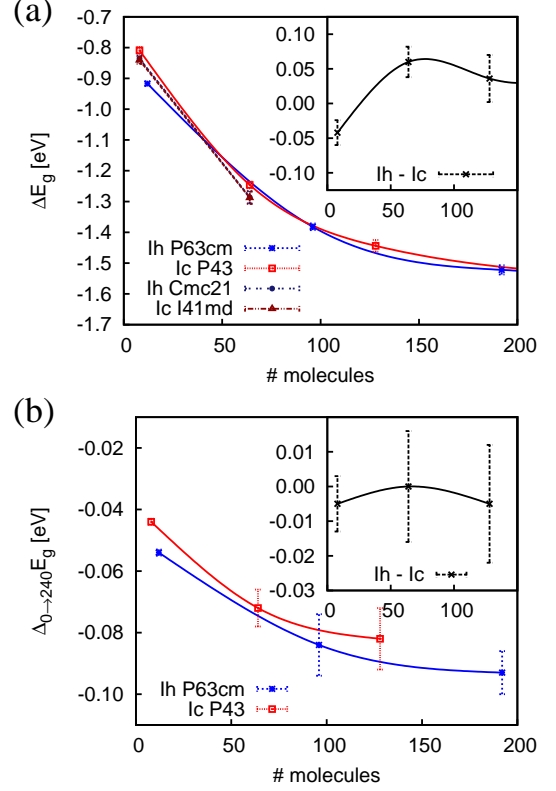 (a)
ΔE_g [eV]
-0.7
-0.8
-0.9
-1.0
-1.1
-1.2
-1.3
-1.4
-1.5
-1.6
-1.7
0 50 100 150 200
# molecules
Ih P63cm
Ic P43
Ih Cmc21
Ic I41md
0.10
0.05
0.00
-0.05
-0.10
0 50 100
Ih - Ic
(b)
Δ_{0→240}E_g [eV]
-0.02
-0.04
-0.06
-0.08
-0.10
0 50 100 150 200
# molecules
Ih P63cm
Ic P43
0.01
0.00
-0.01
-0.02
-0.03
0 50 100
Ih - Ic